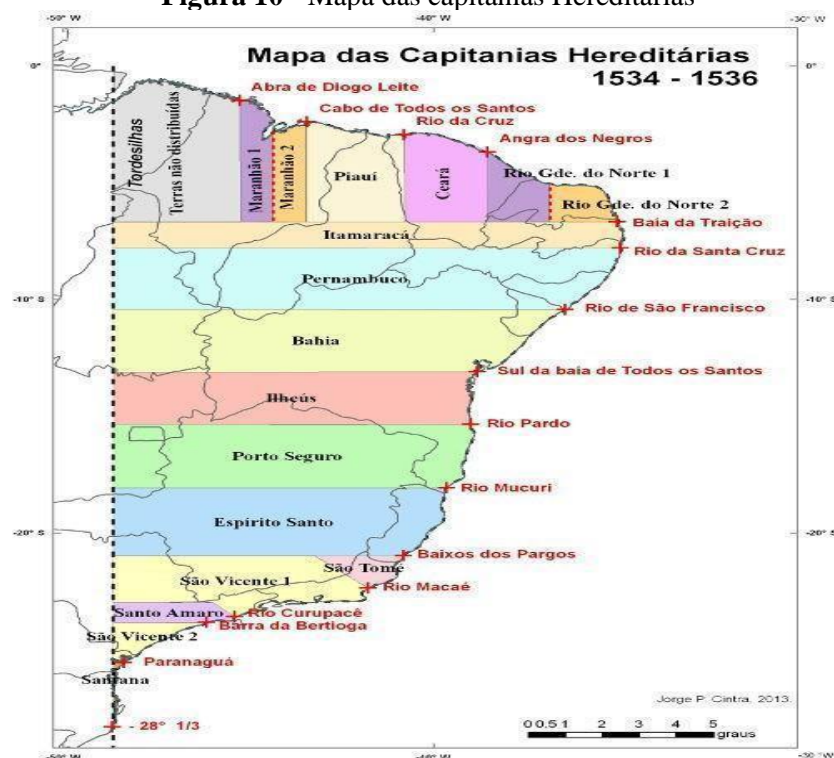 Figura 10 - Mapa das capitanias Hereditárias
-50° W
-40° W
-30° W
Mapa das Capitanias Hereditárias
1534 - 1536
0°
Abra de Diogo Leite
Cabo de Todos os Santos
Rio da Cruz
Angra dos Negros
Tordesilhas
Terras não distribuídas
Maranhão 1
Maranhão 2
Piauí
Ceará
Rio Gde. do Norte 1
Rio Gde. do Norte 2
Baia da Traição
Itamaracá
Rio da Santa Cruz
Pernambuco
-10° S
-10° S
Rio de São Francisco
Bahia
Sul da baia de Todos os Santos
Ilhéus
Rio Pardo
Porto Seguro
Rio Mucuri
Espírito Santo
-20° S
-20° S
Baixos dos Pargos
São Tomé
São Vicente 1
Rio Macaé
Santo Amaro
Rio Curupacê
Barra da Bertioga
São Vicente 2
Paranaguá
Santana
Jorge P. Cintra. 2013.
- 28° 1/3
0 0,5 1 2 3 4 5
graus
-40° W